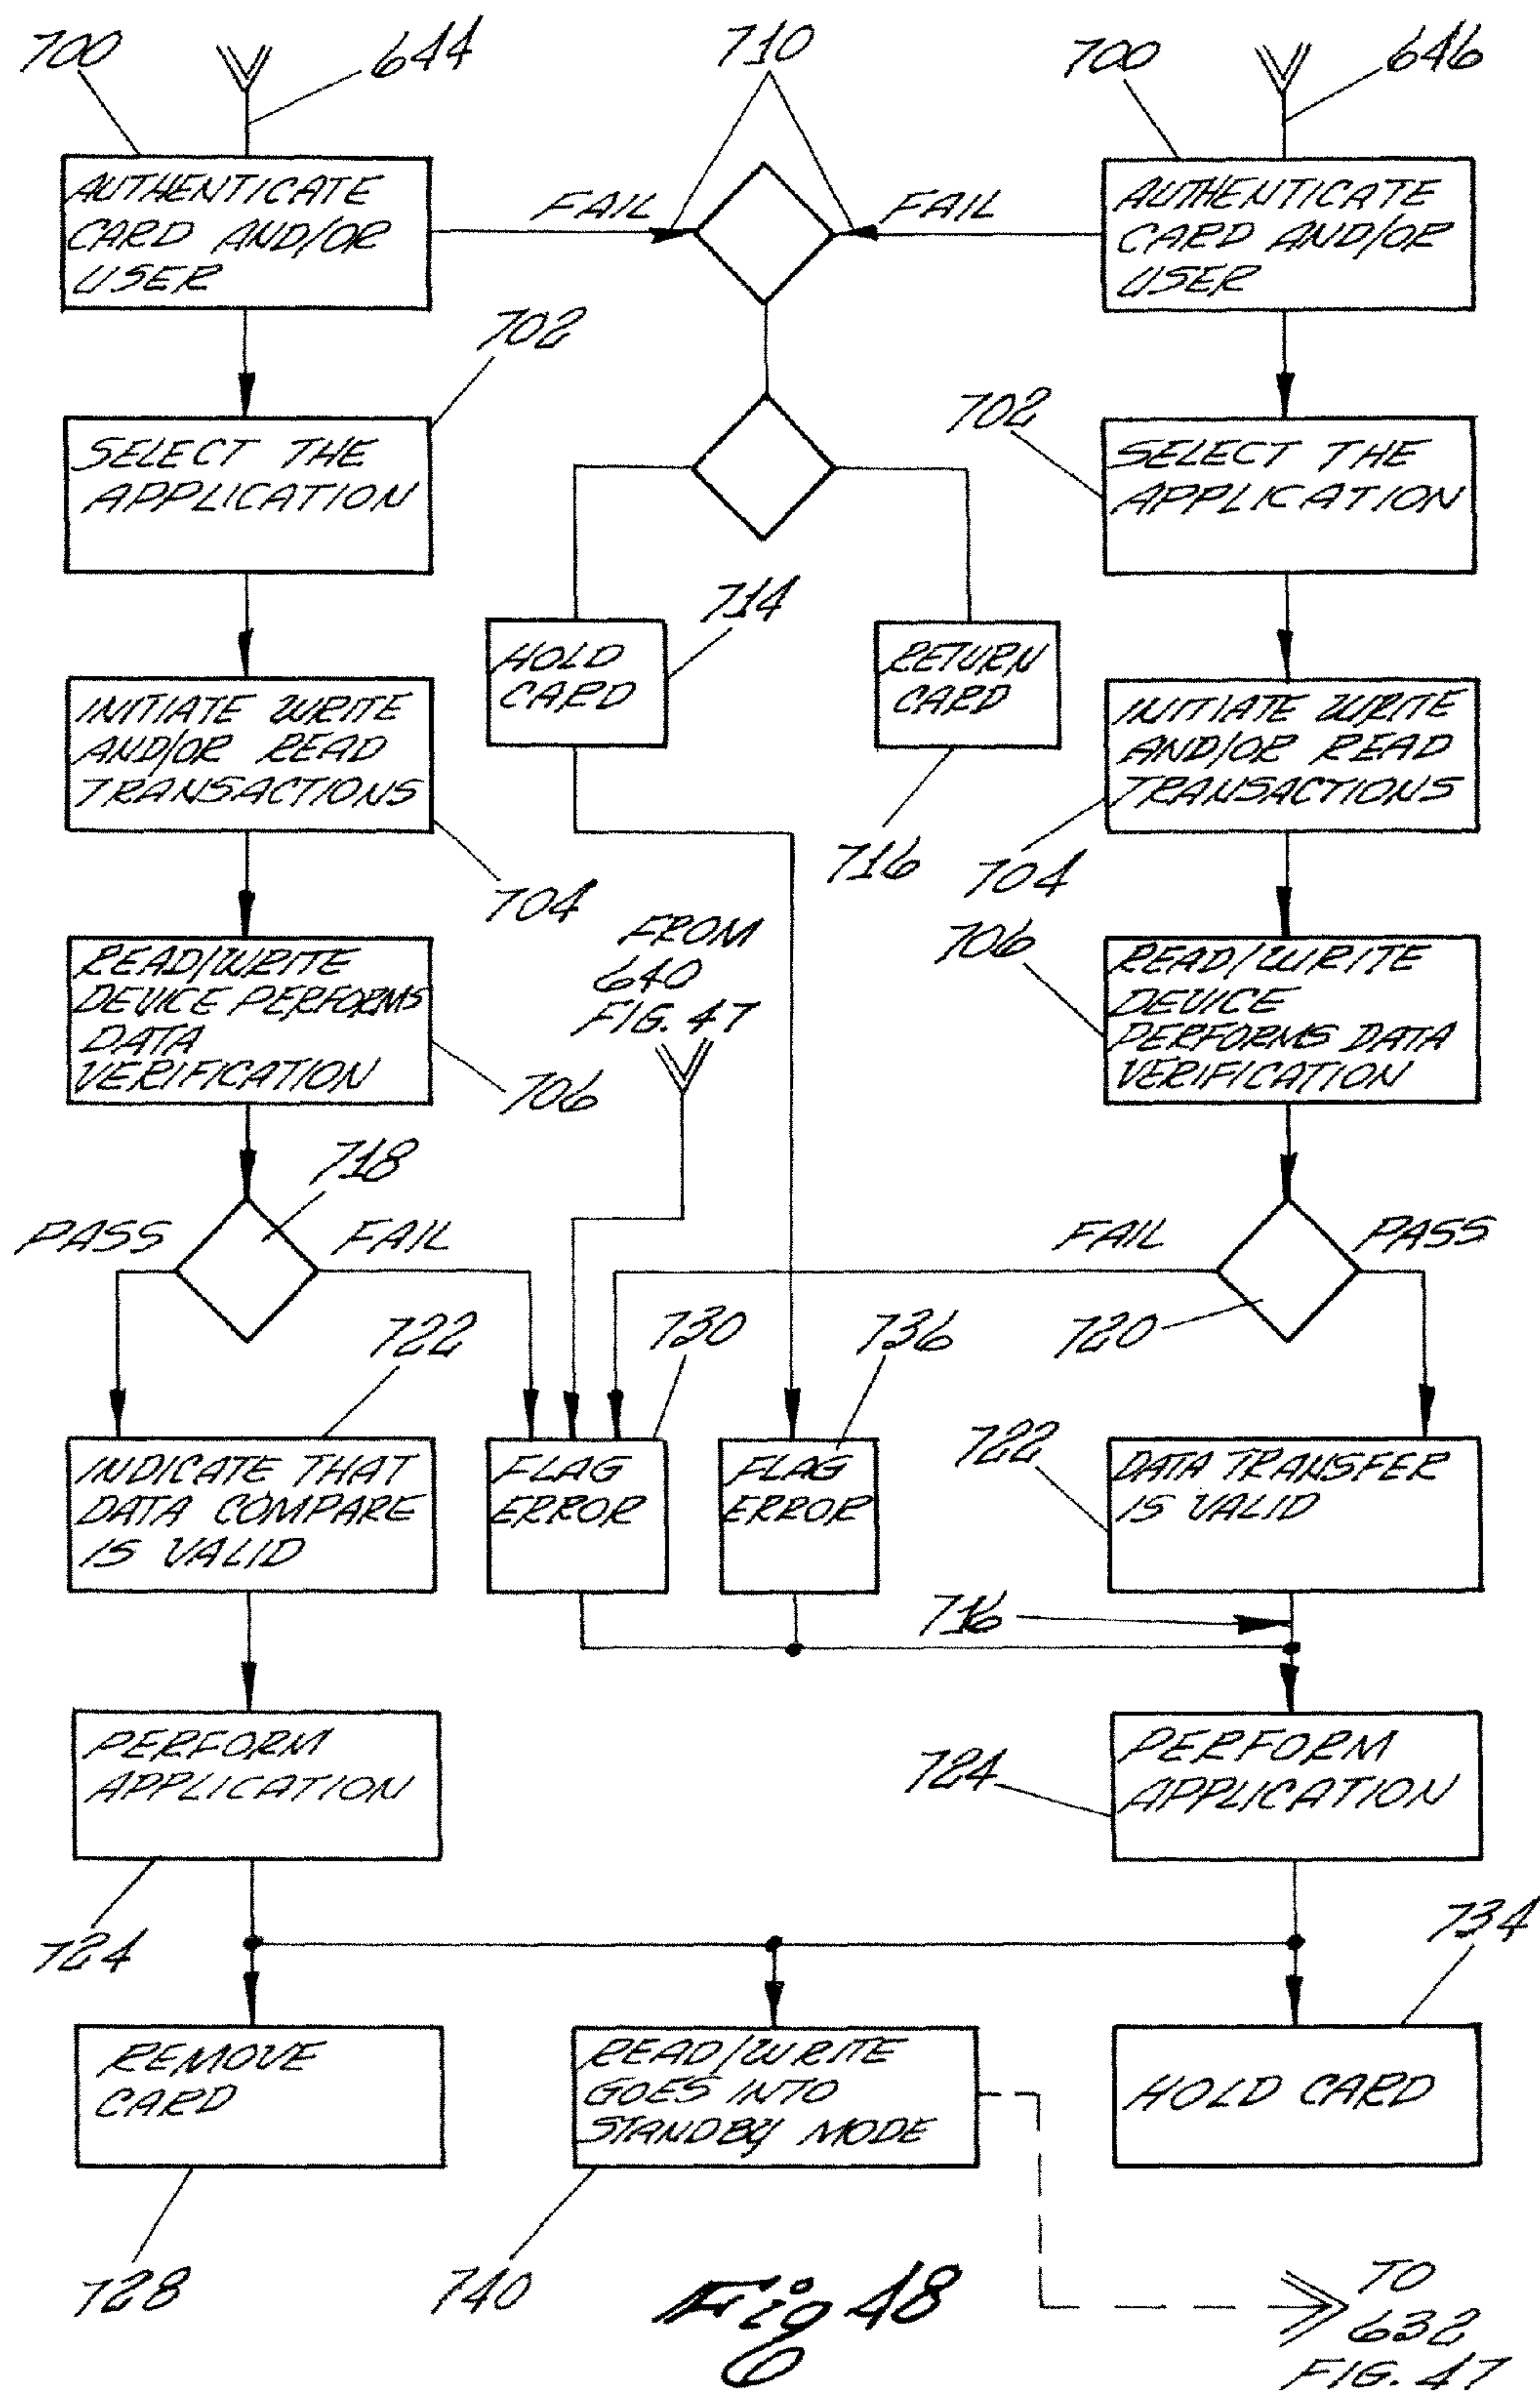 700
644
710
700
646
AUTHENTICATE
CARD AND/OR
USER
FAIL
FAIL
AUTHENTICATE
CARD AND/OR
USER
702
702
SELECT THE
APPLICATION
SELECT THE
APPLICATION
714
HOLD
CARD
RETURN
CARD
INITIATE WRITE
AND/OR READ
TRANSACTIONS
INITIATE WRITE
AND/OR READ
TRANSACTIONS
716
704
704
FROM
640
FIG. 47
706
READ/WRITE
DEVICE PERFORMS
DATA
VERIFICATION
READ/WRITE
DEVICE
PERFORMS DATA
VERIFICATION
706
718
PASS
FAIL
FAIL
PASS
722
730
736
720
722
INDICATE THAT
DATA COMPARE
IS VALID
FLAG
ERROR
FLAG
ERROR
DATA TRANSFER
IS VALID
716
PERFORM
APPLICATION
724
PERFORM
APPLICATION
724
734
REMOVE
CARD
READ/WRITE
GOES INTO
STANDBY MODE
HOLD CARD
728
740
Fig 48
TO
632
FIG. 47